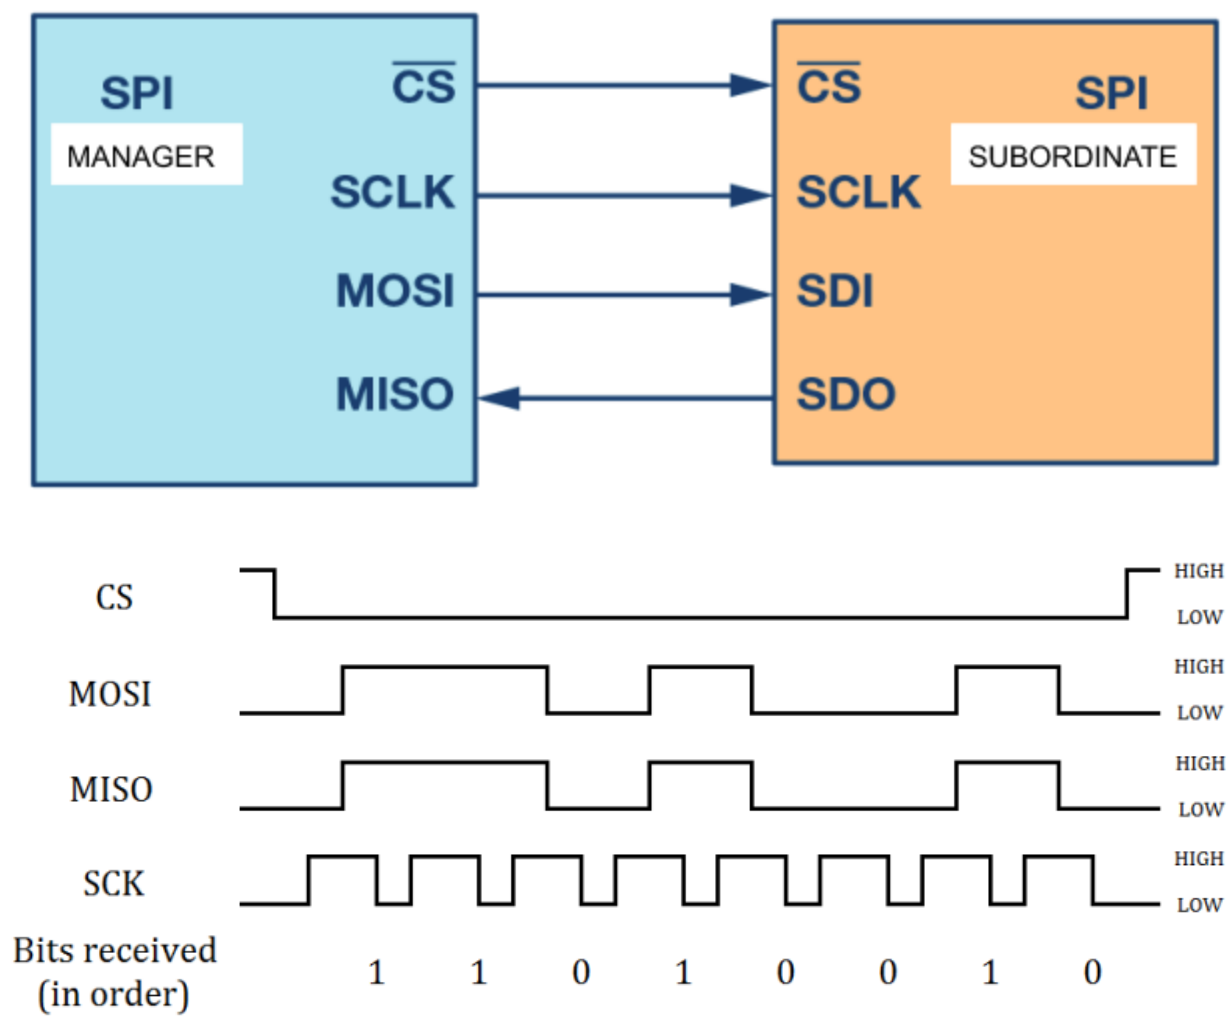 SPI
MANAGER
CS
SCLK
MOSI
MISO
CS
SCLK
SDI
SDO
SPI
SUBORDINATE
CS
HIGH
LOW
MOSI
HIGH
LOW
MISO
HIGH
LOW
SCK
HIGH
LOW
Bits received
(in order)
1 1 0 1 0 0 1 0